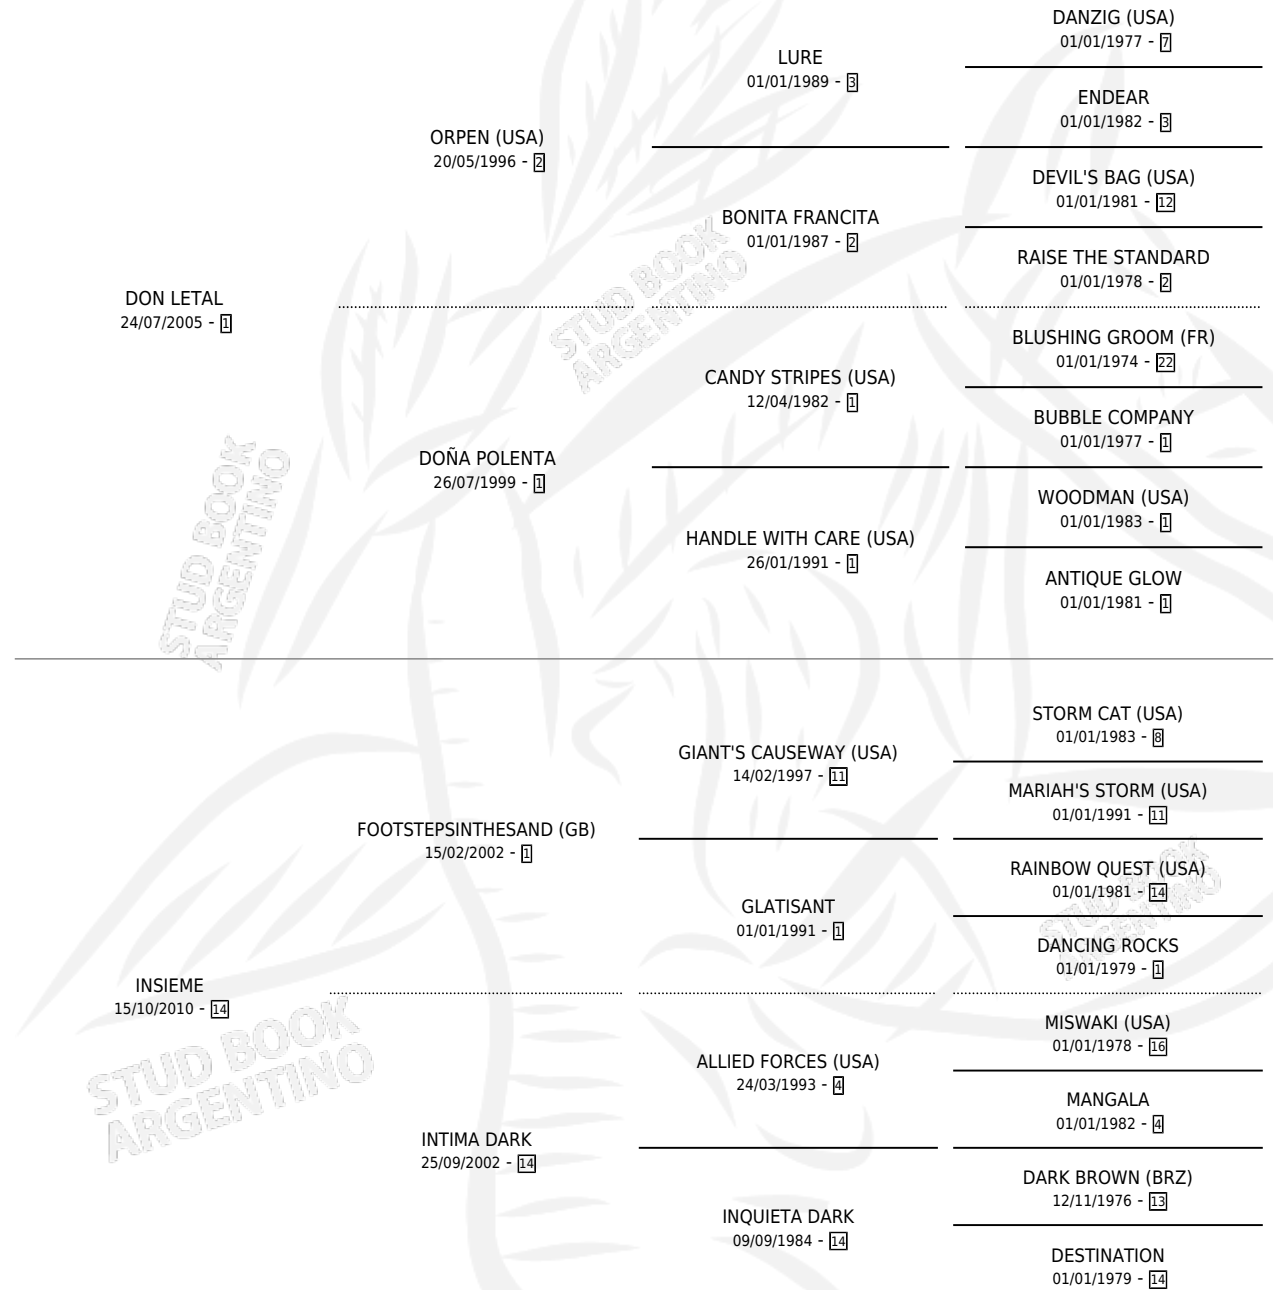 DANZIG (USA)
01/01/1977 - 7
LURE
01/01/1989 - 3
ENDEAR
01/01/1982 - 3
ORPEN (USA)
20/05/1996 - 2
DEVIL'S BAG (USA)
01/01/1981 - 12
BONITA FRANCITA
01/01/1987 - 2
RAISE THE STANDARD
01/01/1978 - 2
DON LETAL
24/07/2005 - 1
BLUSHING GROOM (FR)
01/01/1974 - 22
CANDY STRIPES (USA)
12/04/1982 - 1
BUBBLE COMPANY
01/01/1977 - 1
DOÑA POLENTA
26/07/1999 - 1
WOODMAN (USA)
01/01/1983 - 1
HANDLE WITH CARE (USA)
26/01/1991 - 1
ANTIQUE GLOW
01/01/1981 - 1
STORM CAT (USA)
01/01/1983 - 8
GIANT'S CAUSEWAY (USA)
14/02/1997 - 11
MARIAH'S STORM (USA)
01/01/1991 - 11
FOOTSTEPSINTHESAND (GB)
15/02/2002 - 1
RAINBOW QUEST (USA)
01/01/1981 - 14
GLATISANT
01/01/1991 - 1
DANCING ROCKS
01/01/1979 - 1
INSIEME
15/10/2010 - 14
MISWAKI (USA)
01/01/1978 - 16
ALLIED FORCES (USA)
24/03/1993 - 4
MANGALA
01/01/1982 - 4
INTIMA DARK
25/09/2002 - 14
DARK BROWN (BRZ)
12/11/1976 - 13
INQUIETA DARK
09/09/1984 - 14
DESTINATION
01/01/1979 - 14
STUD BOOK
ARGENTINO
STUD BOOK
ARGENTINO
STUD BOOK
ARGENTINO
STUD BOOK
ARGENTINO